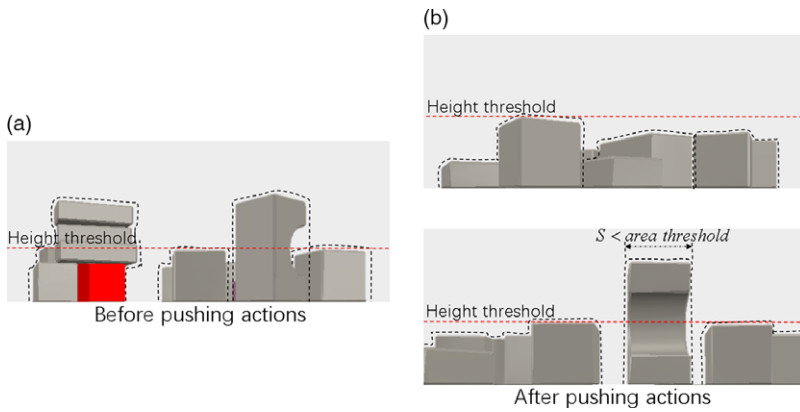 (a)
Height threshold
Before pushing actions
(b)
Height threshold
S < area threshold
Height threshold
After pushing actions